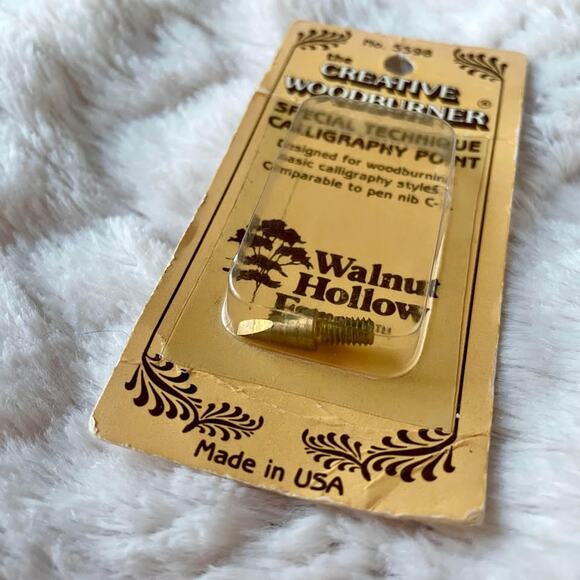 No. 5598
the
CREATIVE
WOODBURNER®
SPECIAL TECHNIQUE
CALLIGRAPHY POINT
Designed for woodburning
basic calligraphy styles
Comparable to pen nib C-
Walnut
Hollow
TM
Made in USA